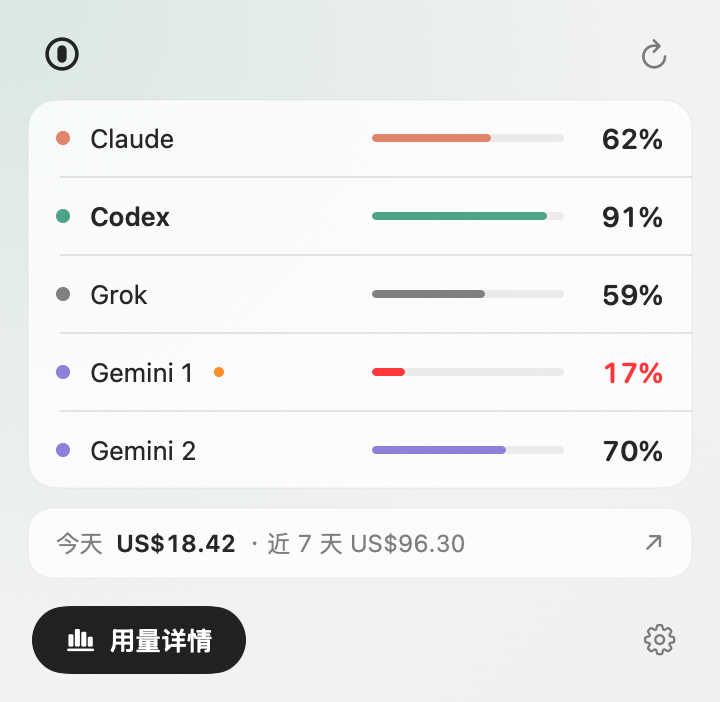 Claude 62%
Codex 91%
Grok 59%
Gemini 1 17%
Gemini 2 70%
今天 US$18.42 · 近 7 天 US$96.30
用量详情